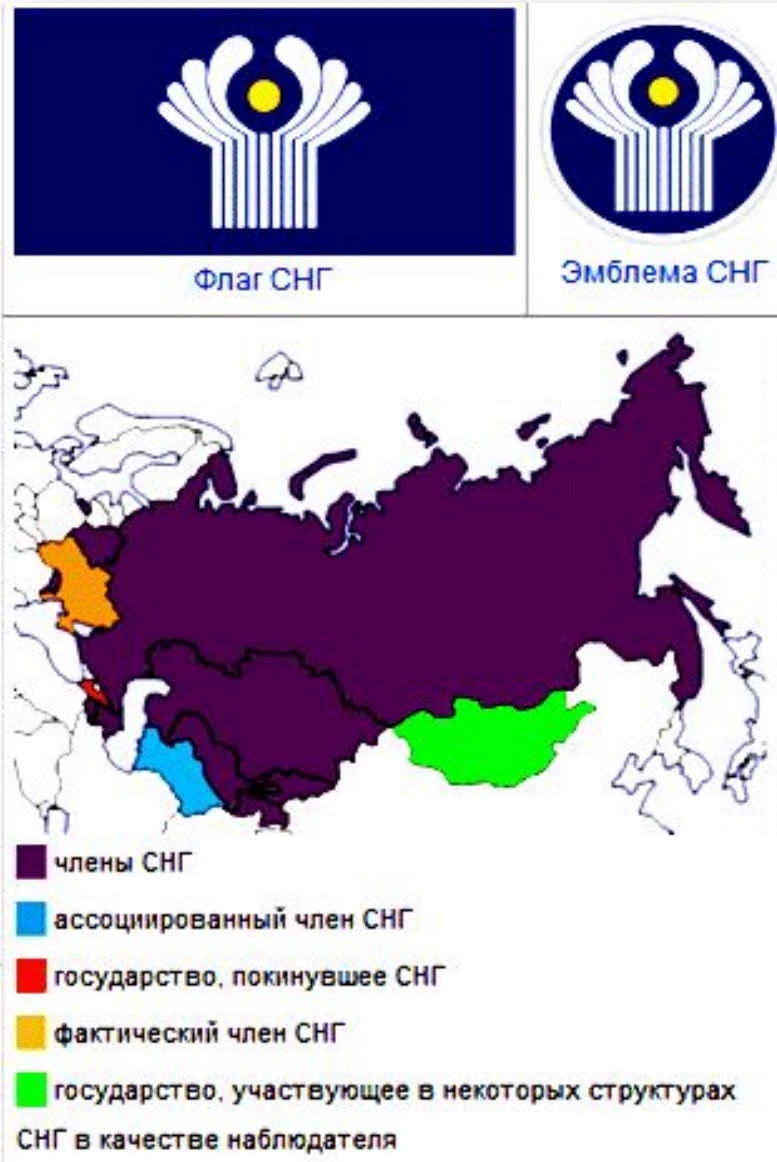 Флаг СНГ
Эмблема СНГ
члены СНГ
ассоциированный член СНГ
государство, покинувшее СНГ
фактический член СНГ
государство, участвующее в некоторых структурах
СНГ в качестве наблюдателя